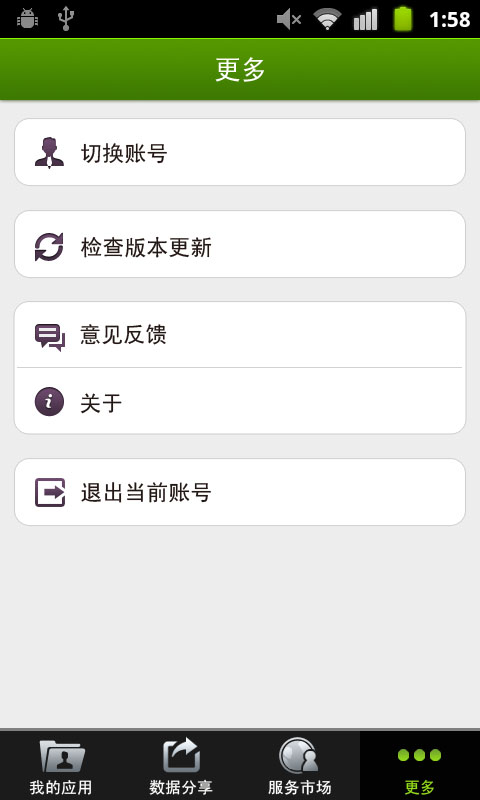 1:58
更多
切换账号
检查版本更新
意见反馈
关于
退出当前账号
我的应用
数据分享
服务市场
更多